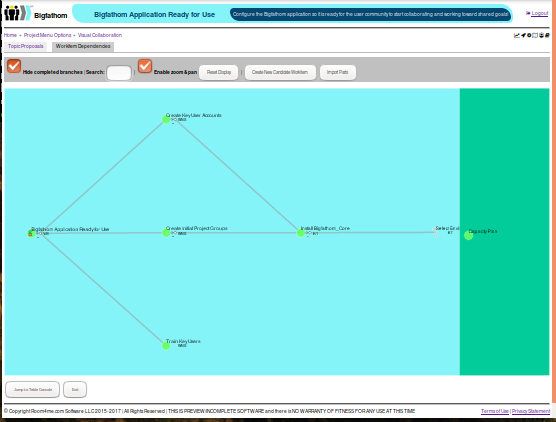 Bigfathom
Bigfathom Application Ready for Use
Configure the Bigfathom application so it is ready for the user community to start collaborating and working toward shared goals
Logout
Home » Project Menu Options » Visual Collaboration
Topic Proposals
Workitem Dependencies
Hide completed branches | Search:
Enable zoom & pan
Reset Display
Create New Candidate Workitem
Import Parts
Create Key User Accounts
Bigfathom Application Ready for Use
Create Initial Project Groups
Install Bigfathom_Core
Select Envi
Capacity Plan
Train Key Users
Jump to Table Console
Exit
© Copyright Room4me.com Software LLC 2015-2017 | All Rights Reserved | THIS IS PREVIEW INCOMPLETE SOFTWARE and there is NO WARRANTY OF FITNESS FOR ANY USE AT THIS TIME
Terms of Use | Privacy Statement